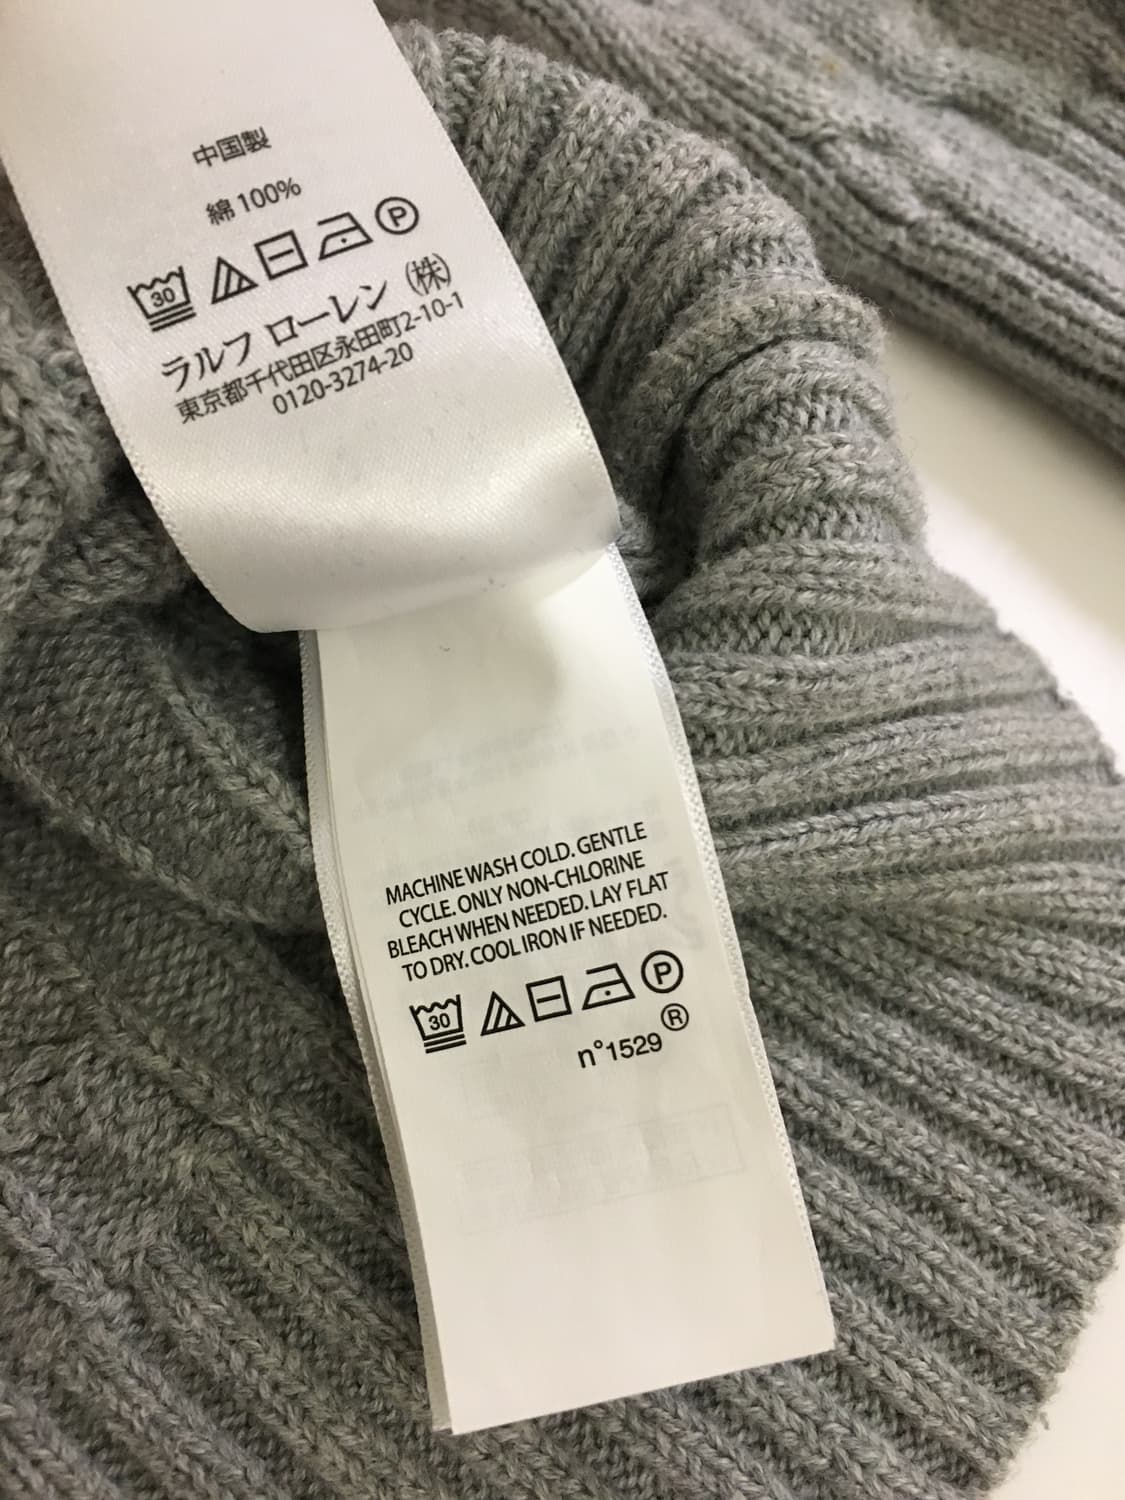 中国製
綿 100%
30 P
ラルフ ローレン (株)
東京都千代田区永田町2-10-1
0120-3274-20
MACHINE WASH COLD. GENTLE
CYCLE. ONLY NON-CHLORINE
BLEACH WHEN NEEDED. LAY FLAT
TO DRY. COOL IRON IF NEEDED.
30 P
n°1529®